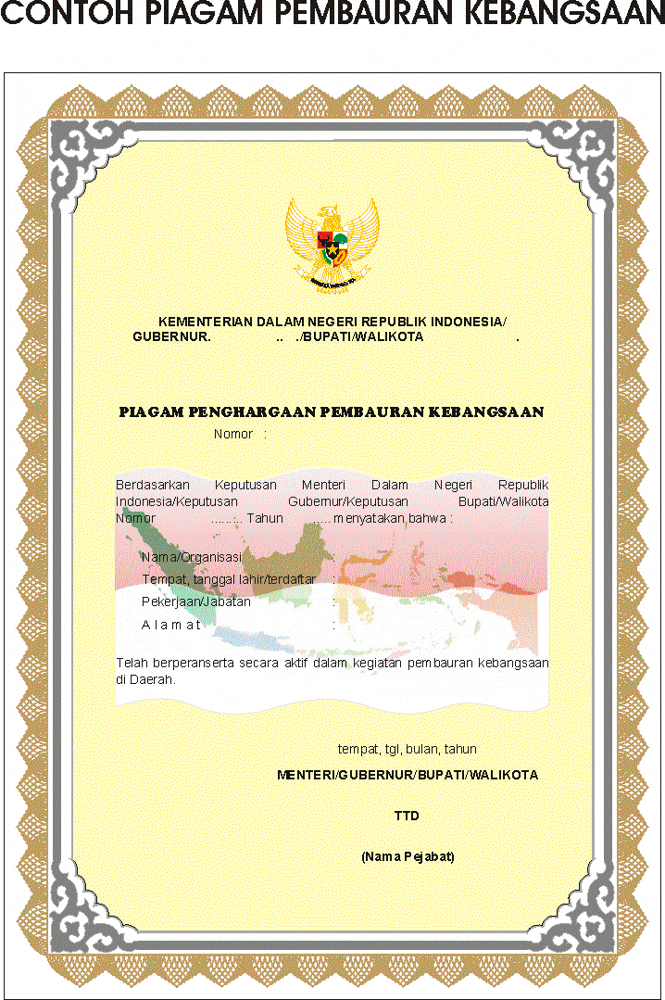 CONTOH PIAGAM PEMBAURAN KEBANGSAAN
KEMENTERIAN DALAM NEGERI REPUBLIK INDONESIA/
GUBERNUR. .. ./BUPATI/WALIKOTA .
PIAGAM PENGHARGAAN PEMBAURAN KEBANGSAAN
Nomor :
Berdasarkan Keputusan Menteri Dalam Negeri Republik
Indonesia/Keputusan Gubernur/Keputusan Bupati/Walikota
Nomor ......... Tahun ..... menyatakan bahwa :
Nama/Organisasi :
Tempat, tanggal lahir/terdaftar :
Pekerjaan/Jabatan :
A l a m a t :
Telah berperanserta secara aktif dalam kegiatan pembauran kebangsaan
di Daerah.
tempat, tgl, bulan, tahun
MENTERI/GUBERNUR/BUPATI/WALIKOTA
TTD
(Nama Pejabat)